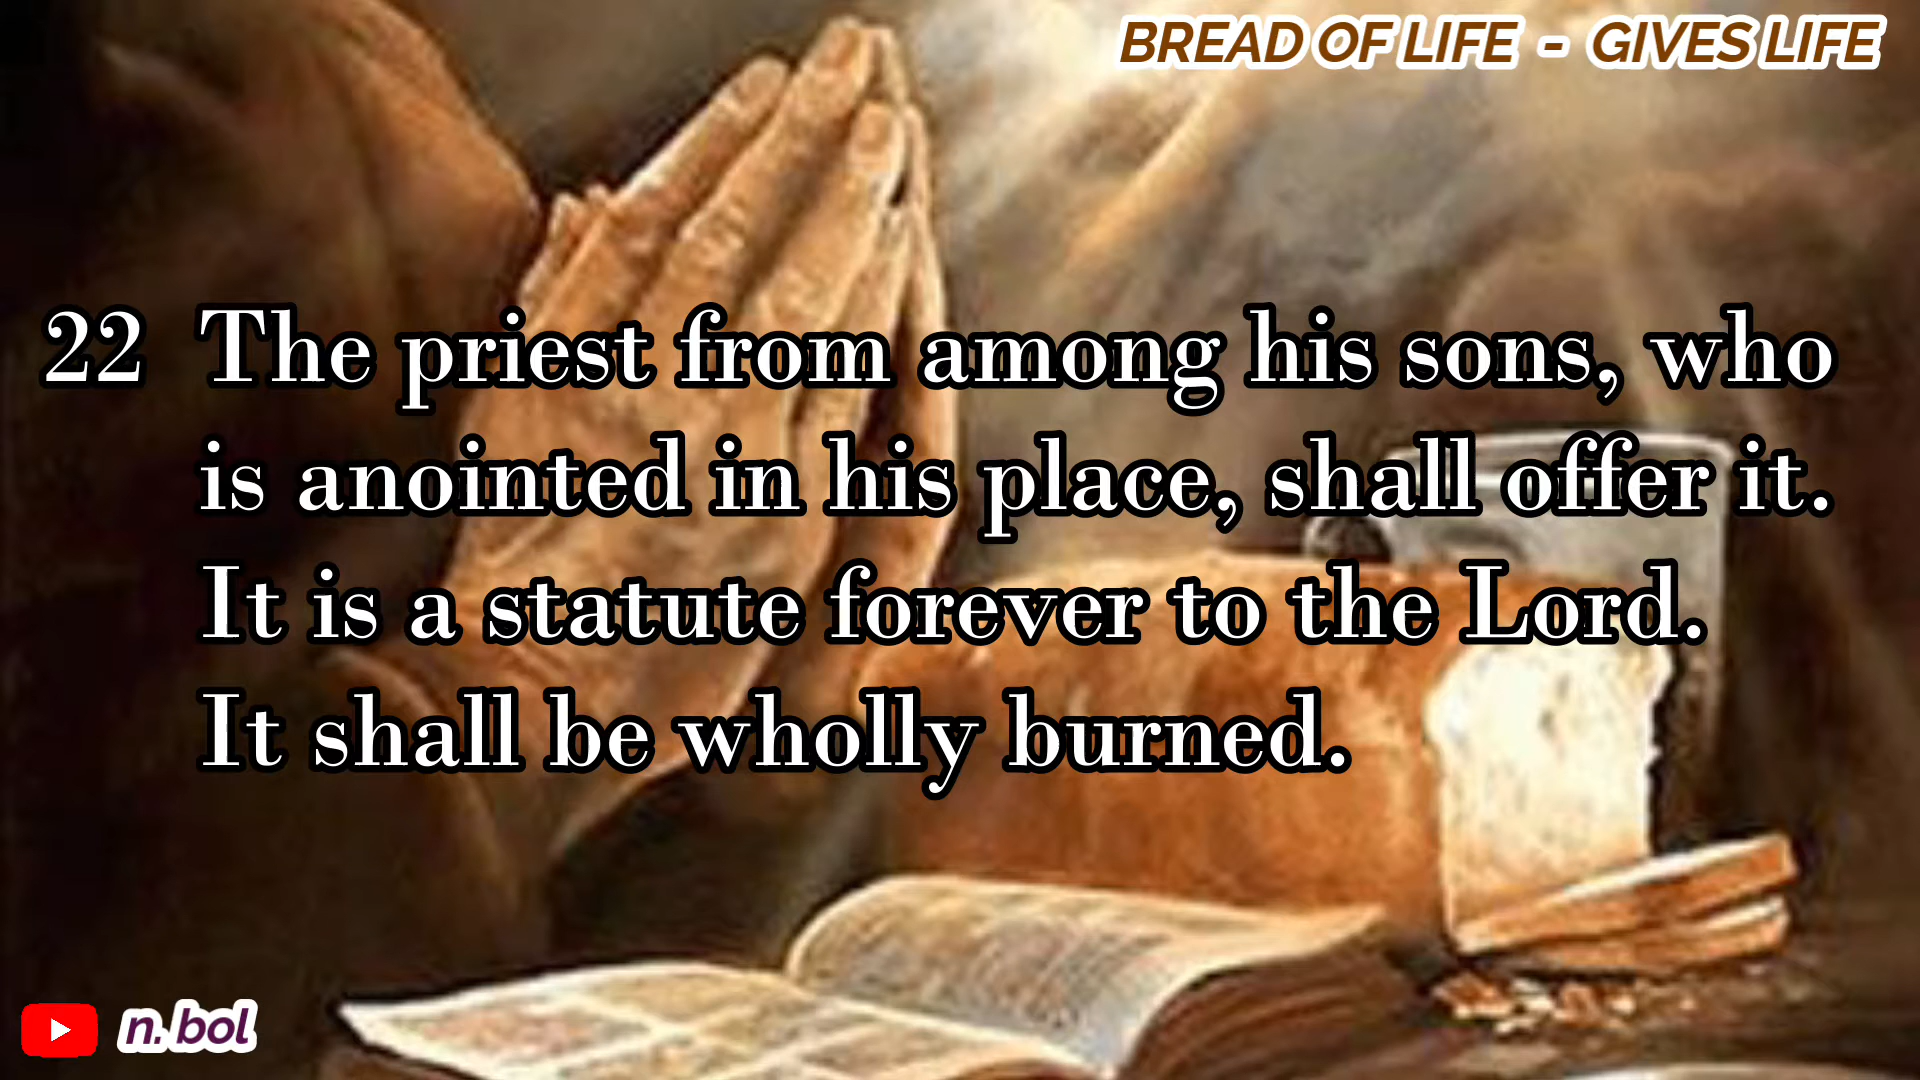 BREAD OF LIFE - GIVES LIFE
22 The priest from among his sons, who
is anointed in his place, shall offer it.
It is a statute forever to the Lord.
It shall be wholly burned.
n. bol